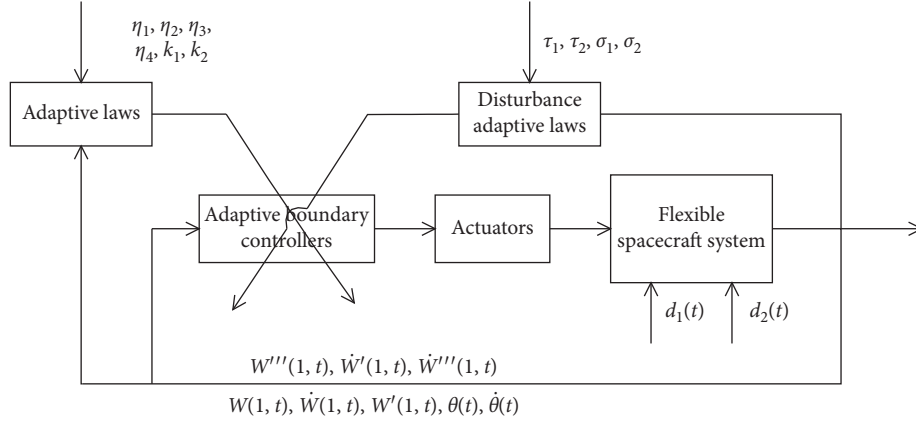 η₁, η₂, η₃,
η₄, k₁, k₂
τ₁, τ₂, σ₁, σ₂
Adaptive laws
Disturbance
adaptive laws
Adaptive boundary
controllers
Actuators
Flexible
spacecraft system
d₁(t)
d₂(t)
W′′′(1, t), Ẇ′(1, t), Ẇ′′′(1, t)
W(1, t), Ẇ(1, t), W′(1, t), θ(t), θ̇(t)